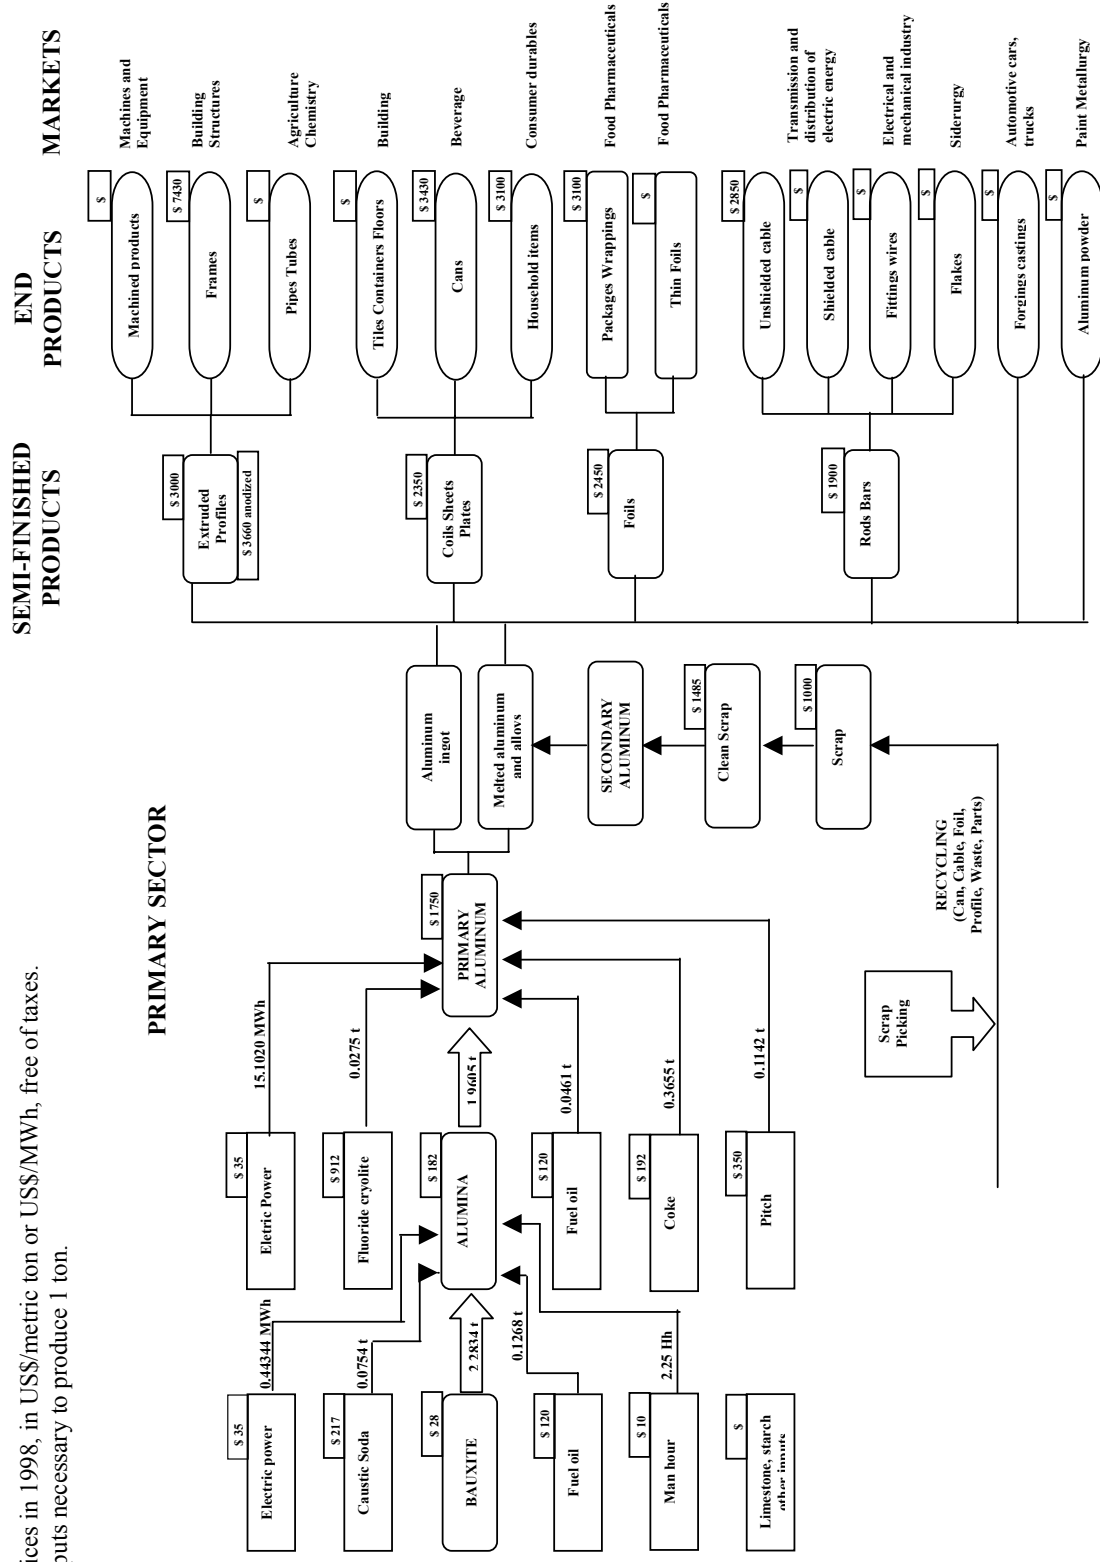 ices in 1998, in US$/metric ton or US$/MWh, free of taxes.
puts necessary to produce 1 ton.
PRIMARY SECTOR
SEMI-FINISHED
PRODUCTS
END
PRODUCTS
MARKETS
$ 35
Electric power
0.44344 MWh
$ 217
Caustic Soda
0.0754 t
$ 28
BAUXITE
2.2834 t
$ 120
Fuel oil
0.1268 t
$ 10
Man hour
2.25 Hh
$
Limestone, starch
other inputs
$ 35
Eletric Power
15.1020 MWh
$ 912
Fluoride cryolite
0.0275 t
$ 182
ALUMINA
1.9605 t
$ 120
Fuel oil
0.0461 t
$ 192
Coke
0.3655 t
$ 350
Pitch
0.1142 t
$ 1750
PRIMARY
ALUMINUM
Aluminum
ingot
Melted aluminum
and alloys
SECONDARY
ALUMINUM
$ 1485
Clean Scrap
$ 1000
Scrap
RECYCLING
(Can, Cable, Foil,
Profile, Waste, Parts)
Scrap
Picking
$ 3000
Extruded
Profiles
$ 3660 anodized
$ 2350
Coils Sheets
Plates
$ 2450
Foils
$ 1900
Rods Bars
$
Machined products
Machines and
Equipment
$ 7430
Frames
Building
Structures
$
Pipes Tubes
Agriculture
Chemistry
$
Tiles Containers Floors
Building
$ 3430
Cans
Beverage
$ 3100
Household items
Consumer durables
$ 3100
Packages Wrappings
Food Pharmaceuticals
$
Thin Foils
Food Pharmaceuticals
$ 2850
Unshielded cable
Transmission and
distribution of
electric energy
$
Shielded cable
$
Fittings wires
Electrical and
mechanical industry
$
Flakes
Siderurgy
$
Forgings castings
Automotive cars,
trucks
$
Aluminum powder
Paint Metallurgy